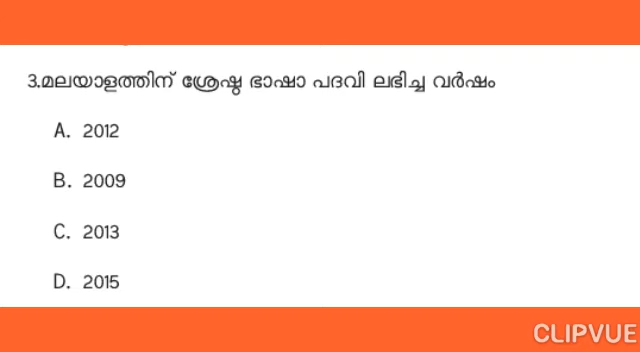 3.മലയാളത്തിന് ശ്രേഷ്ഠ ഭാഷാ പദവി ലഭിച്ച വർഷം
A. 2012
B. 2009
C. 2013
D. 2015
CLIPVUE